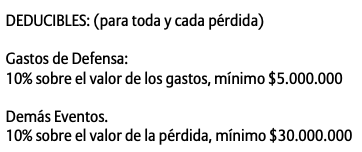 DEDUCIBLES: (para toda y cada pérdida)
Gastos de Defensa:
10% sobre el valor de los gastos, mínimo $5.000.000
Demás Eventos.
10% sobre el valor de la pérdida, mínimo $30.000.000